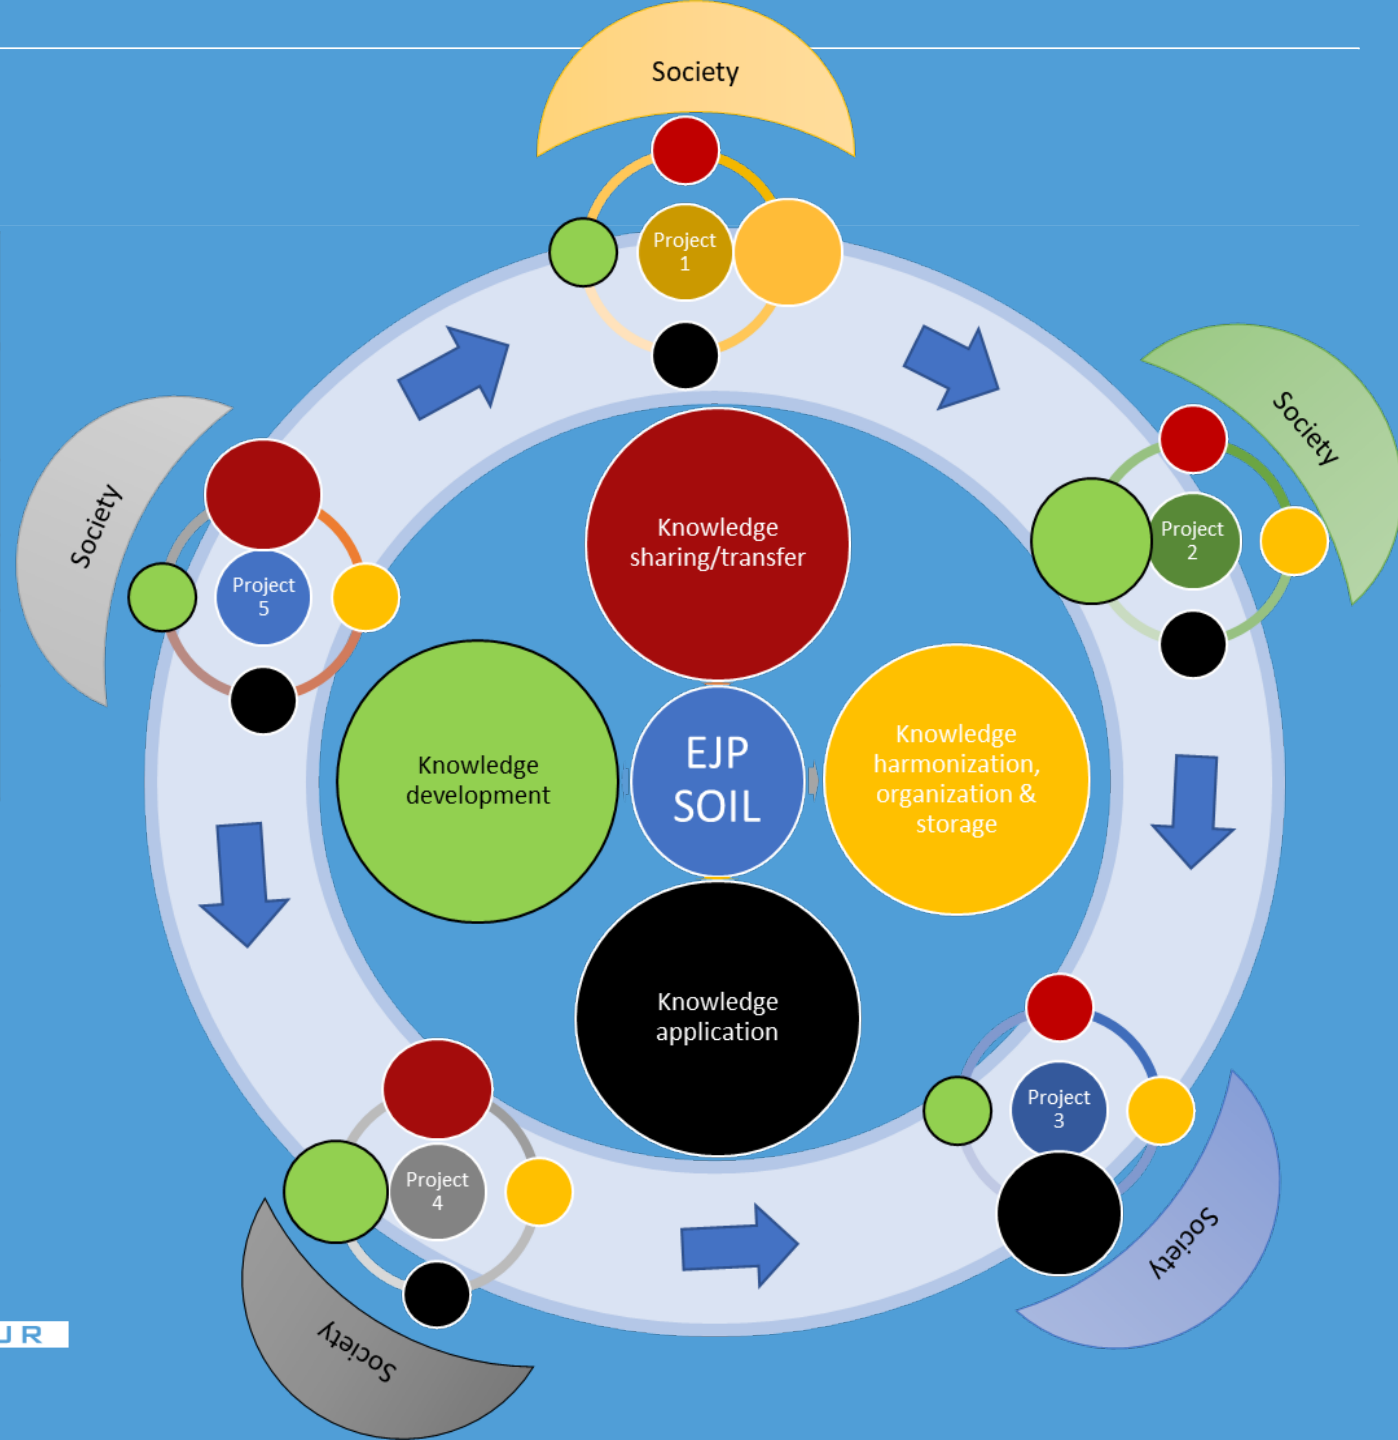 Society
Project
1
Society
Project
2
Society
Project
5
Knowledge
sharing/transfer
Knowledge
development
EJP
SOIL
Knowledge
harmonization,
organization &
storage
Knowledge
application
Project
3
Society
Project
4
Society